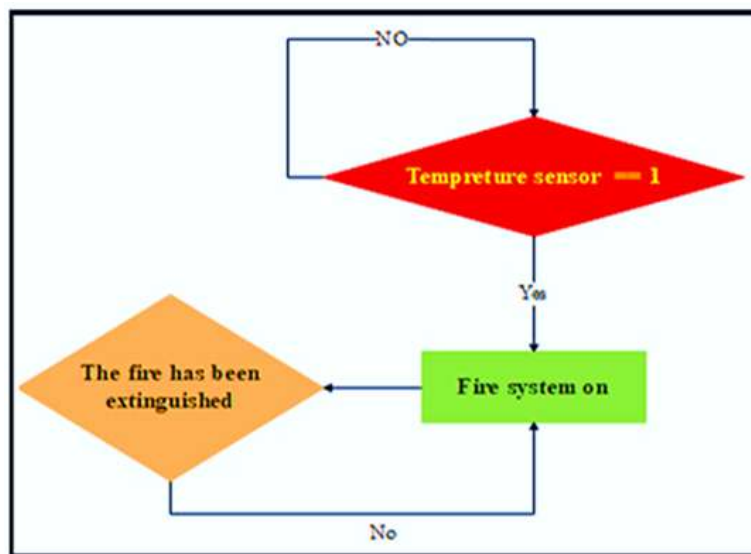 NO
Tempreture sensor == 1
Yes
The fire has been
extinguished
Fire system on
No